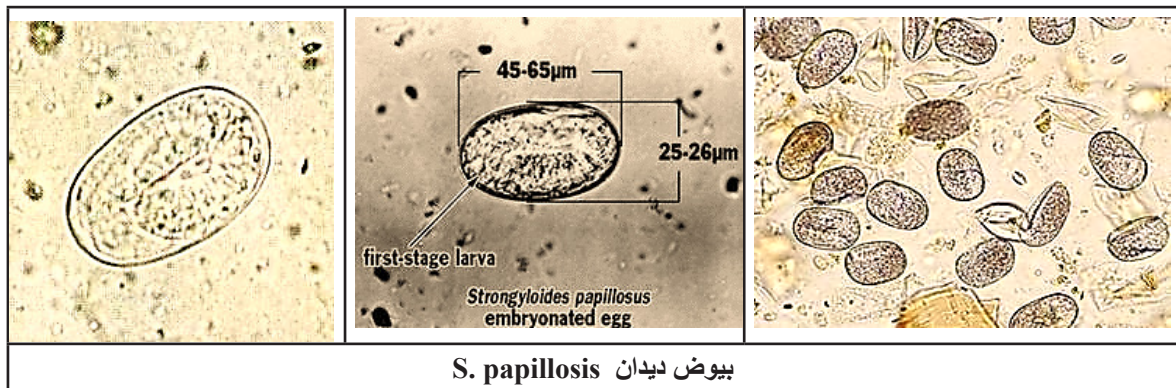 45-65µm
25-26µm
first-stage larva
Strongyloides papillosus
embryonated egg
بيوض ديدان S. papillosis